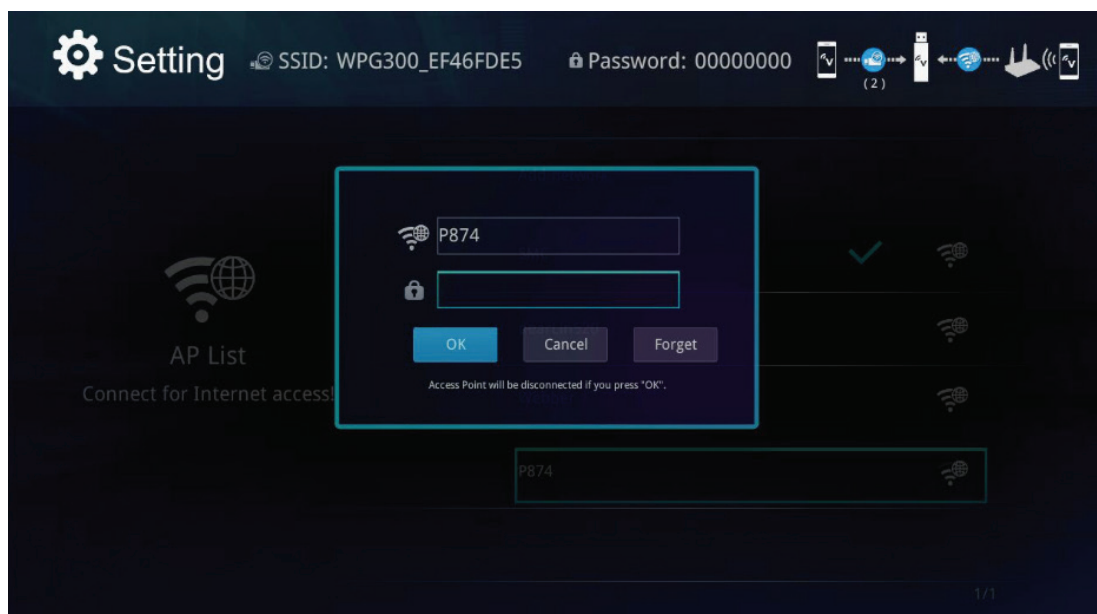 Setting SSID: WPG300_EF46FDE5 Password: 00000000
(2)
P874
OK Cancel Forget
Access Point will be disconnected if you press "OK".
AP List
Connect for Internet access!
P874
1/1